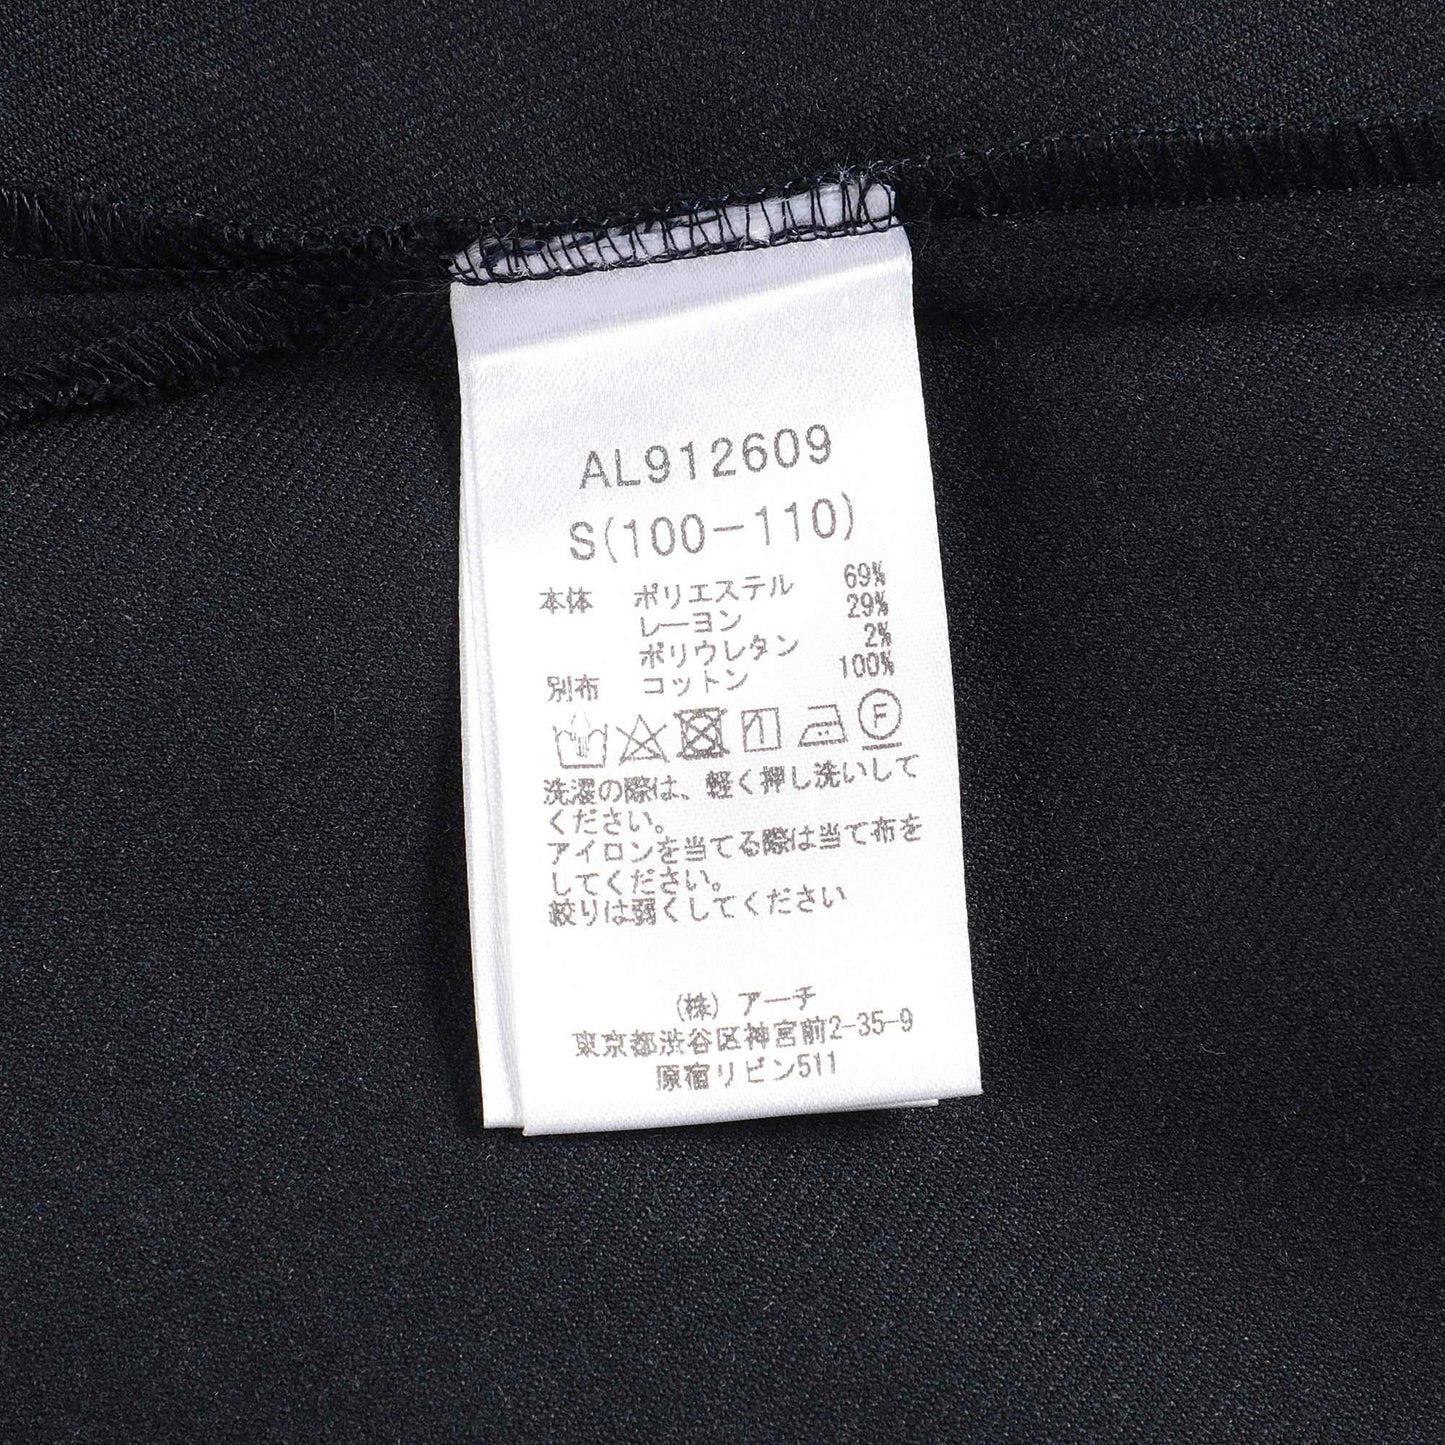 AL912609
S(100-110)
本体 ポリエステル 69%
レーヨン 29%
ポリウレタン 2%
別布 コットン 100%
F
洗濯の際は、軽く押し洗いして
ください。
アイロンを当てる際は当て布を
してください。
絞りは弱くしてください
(株) アーチ
東京都渋谷区神宮前2-35-9
原宿リビン511